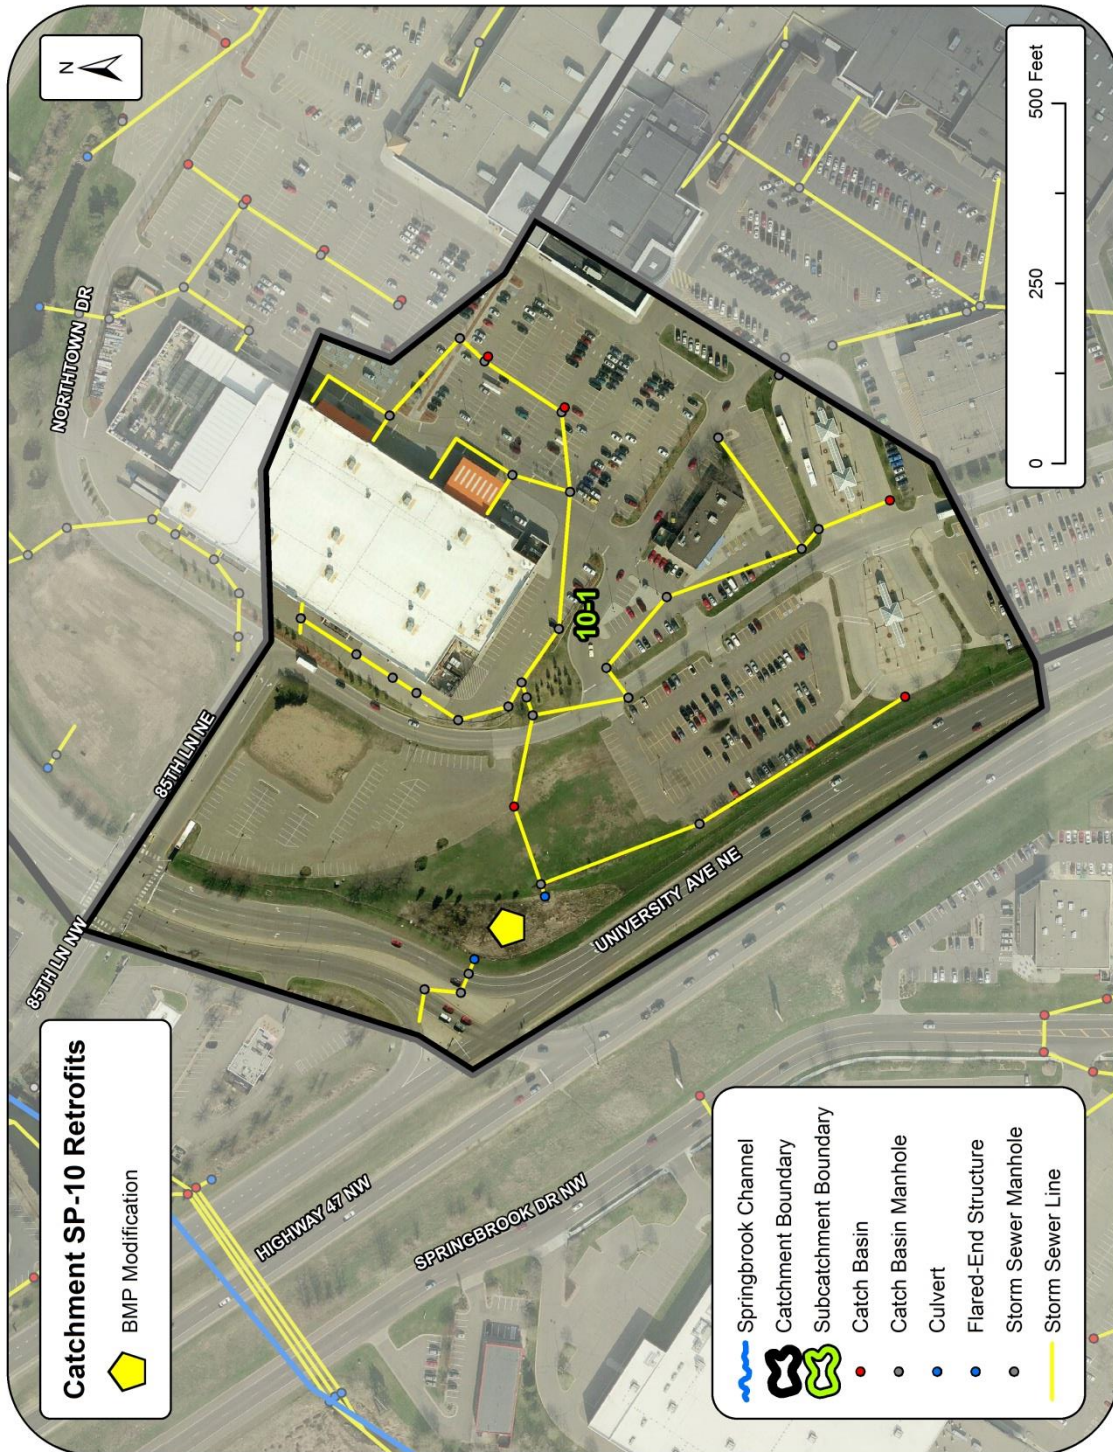 Catchment SP-10 Retrofits
BMP Modification
N
NORTHTOWN DR
85TH LN NE
85TH LN NW
HIGHWAY 47 NW
SPRINGBROOK DR NW
UNIVERSITY AVE NE
10-1
Springbrook Channel
Catchment Boundary
Subcatchment Boundary
Catch Basin
Catch Basin Manhole
Culvert
Flared-End Structure
Storm Sewer Manhole
Storm Sewer Line
0 250 500 Feet